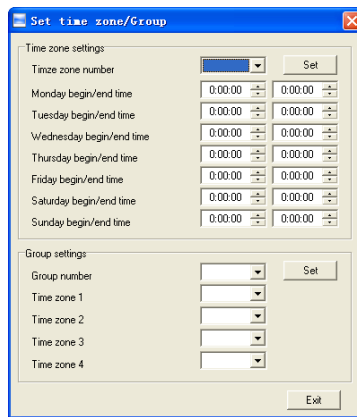 Set time zone/Group
Time zone settings
Timze zone number
Set
Monday begin/end time 0:00:00 0:00:00
Tuesday begin/end time 0:00:00 0:00:00
Wednesday begin/end time 0:00:00 0:00:00
Thursday begin/end time 0:00:00 0:00:00
Friday begin/end time 0:00:00 0:00:00
Saturday begin/end time 0:00:00 0:00:00
Sunday begin/end time 0:00:00 0:00:00
Group settings
Group number
Set
Time zone 1
Time zone 2
Time zone 3
Time zone 4
Exit